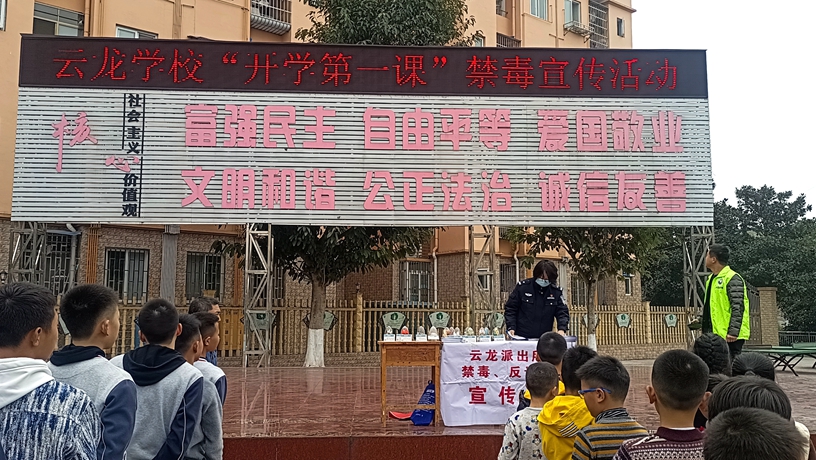 云龙学校“开学第一课”禁毒宣传活动
社会主义
核心
价值观
富强民主 自由平等 爱国敬业
文明和谐 公正法治 诚信友善
云龙派出所
禁毒、反
宣传